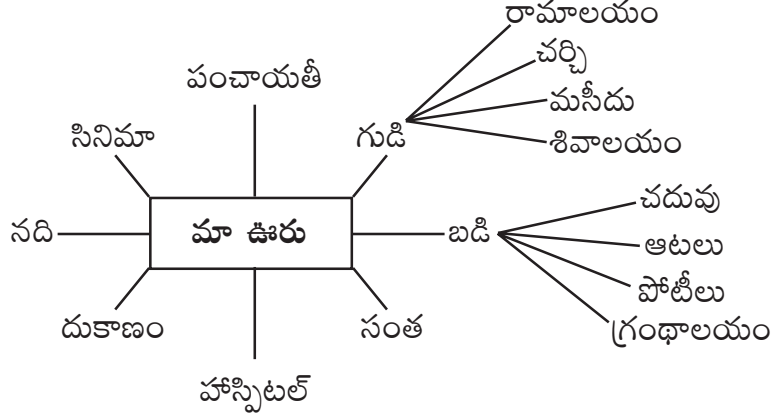 రామాలయం
చర్చి
పంచాయతీ
మసీదు
సినిమా
గుడి
శివాలయం
చదువు
నది
మా ఊరు
బడి
ఆటలు
పోటీలు
దుకాణం
సంత
గ్రంథాలయం
హాస్పిటల్